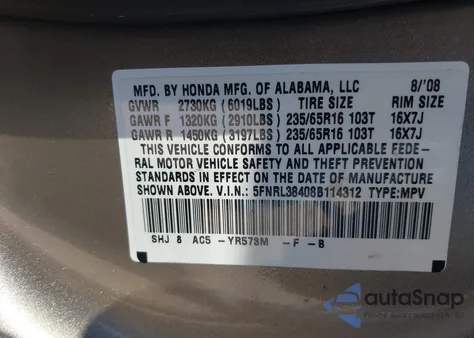 MFD. BY HONDA MFG. OF ALABAMA, LLC 8/'08
GVWR 2730KG (6019LBS) TIRE SIZE RIM SIZE
GAWR F 1320KG (2910LBS) 235/65R16 103T 16X7J
GAWR R 1450KG (3197LBS) 235/65R16 103T 16X7J
THIS VEHICLE CONFORMS TO ALL APPLICABLE FEDE-
RAL MOTOR VEHICLE SAFETY AND THEFT PREVENTION
STANDARDS IN EFFECT ON DATE OF MANUFACTURE
SHOWN ABOVE. V.I.N.: 5FNRL38408B114312 TYPE:MPV
SHJ 8 AC5 -YR573M -F -B
autoSnap